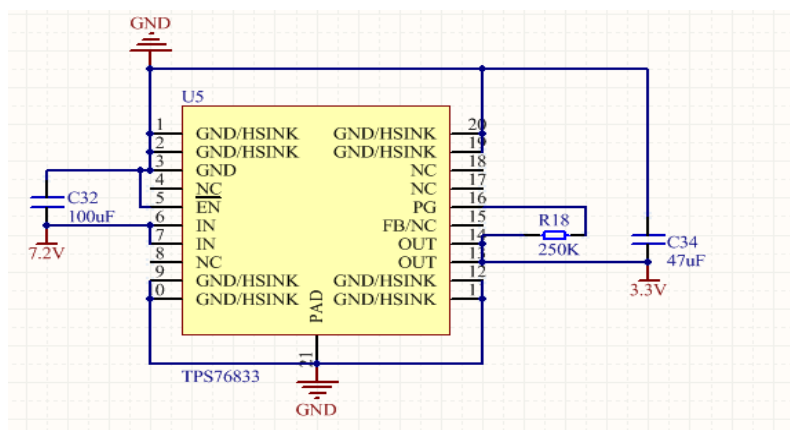 GND
U5
1 GND/HSINK GND/HSINK 20
2 GND/HSINK GND/HSINK 19
3 GND NC 18
4 NC NC 17
5 EN PG 16
6 IN FB/NC 15
7 IN OUT 14
8 NC OUT 13
9 GND/HSINK GND/HSINK 12
0 GND/HSINK GND/HSINK 1
PAD
21
C32
100uF
7.2V
R18
250K
C34
47uF
3.3V
TPS76833
GND